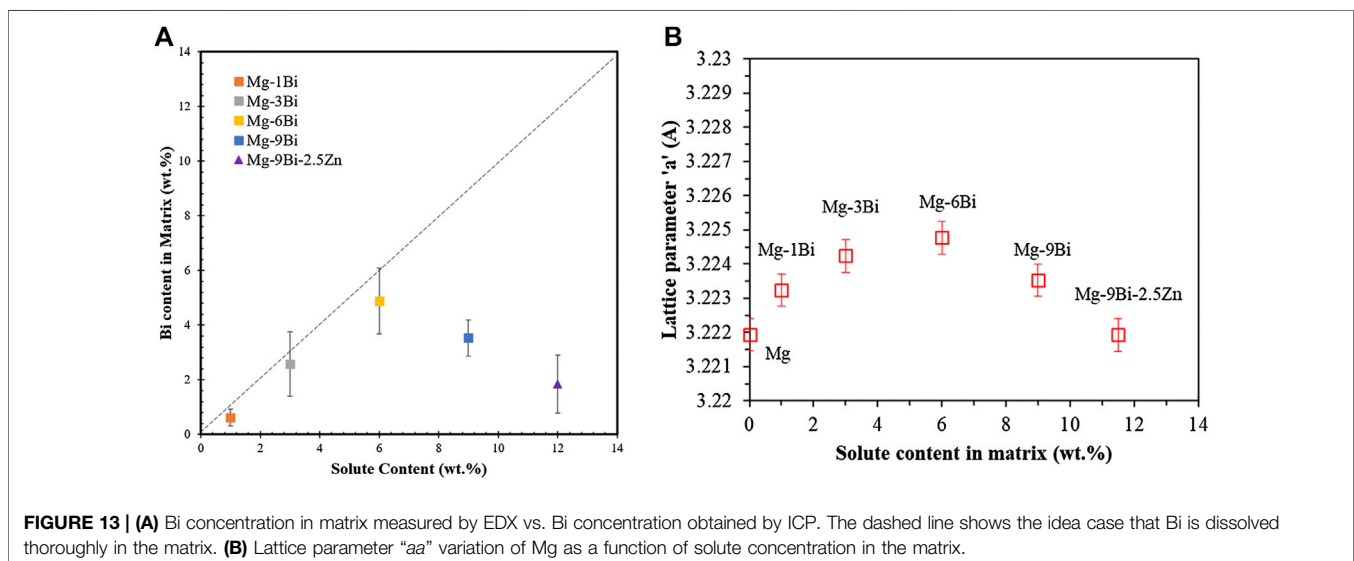 A
14
12
10
8
6
4
2
0
Bi content in Matrix (wt.%)
Mg-1Bi
Mg-3Bi
Mg-6Bi
Mg-9Bi
Mg-9Bi-2.5Zn
0 2 4 6 8 10 12 14
Solute Content (wt.%)
B
3.23
3.229
3.228
3.227
3.226
3.225
3.224
3.223
3.222
3.221
3.22
Lattice parameter 'a' (A)
Mg
Mg-1Bi
Mg-3Bi
Mg-6Bi
Mg-9Bi
Mg-9Bi-2.5Zn
0 2 4 6 8 10 12 14
Solute content in matrix (wt.%)
FIGURE 13 | (A) Bi concentration in matrix measured by EDX vs. Bi concentration obtained by ICP. The dashed line shows the idea case that Bi is dissolved
thoroughly in the matrix. (B) Lattice parameter “aa” variation of Mg as a function of solute concentration in the matrix.